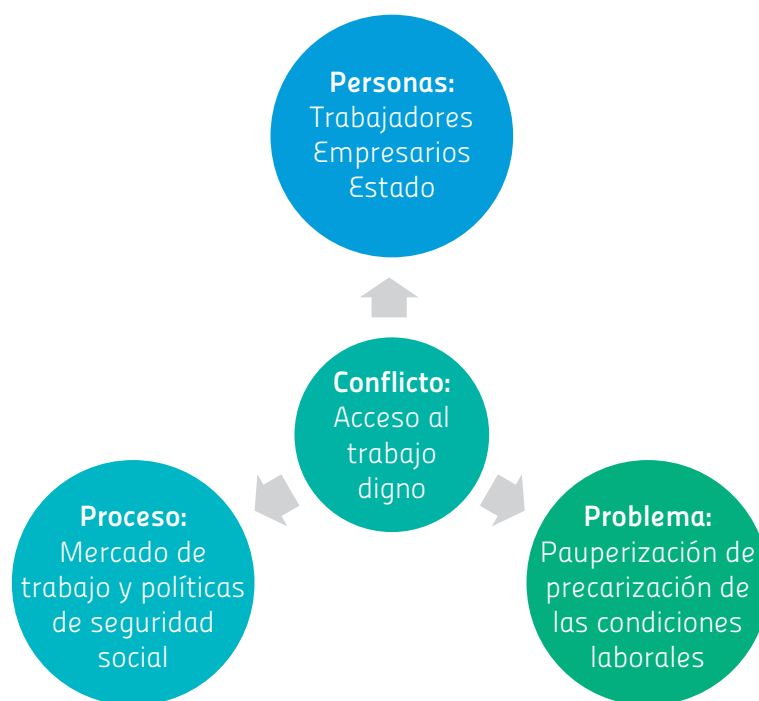 Personas:
Trabajadores
Empresarios
Estado
Conflicto:
Acceso al
trabajo
digno
Proceso:
Mercado de
trabajo y políticas
de seguridad
social
Problema:
Pauperización de
precarización de
las condiciones
laborales